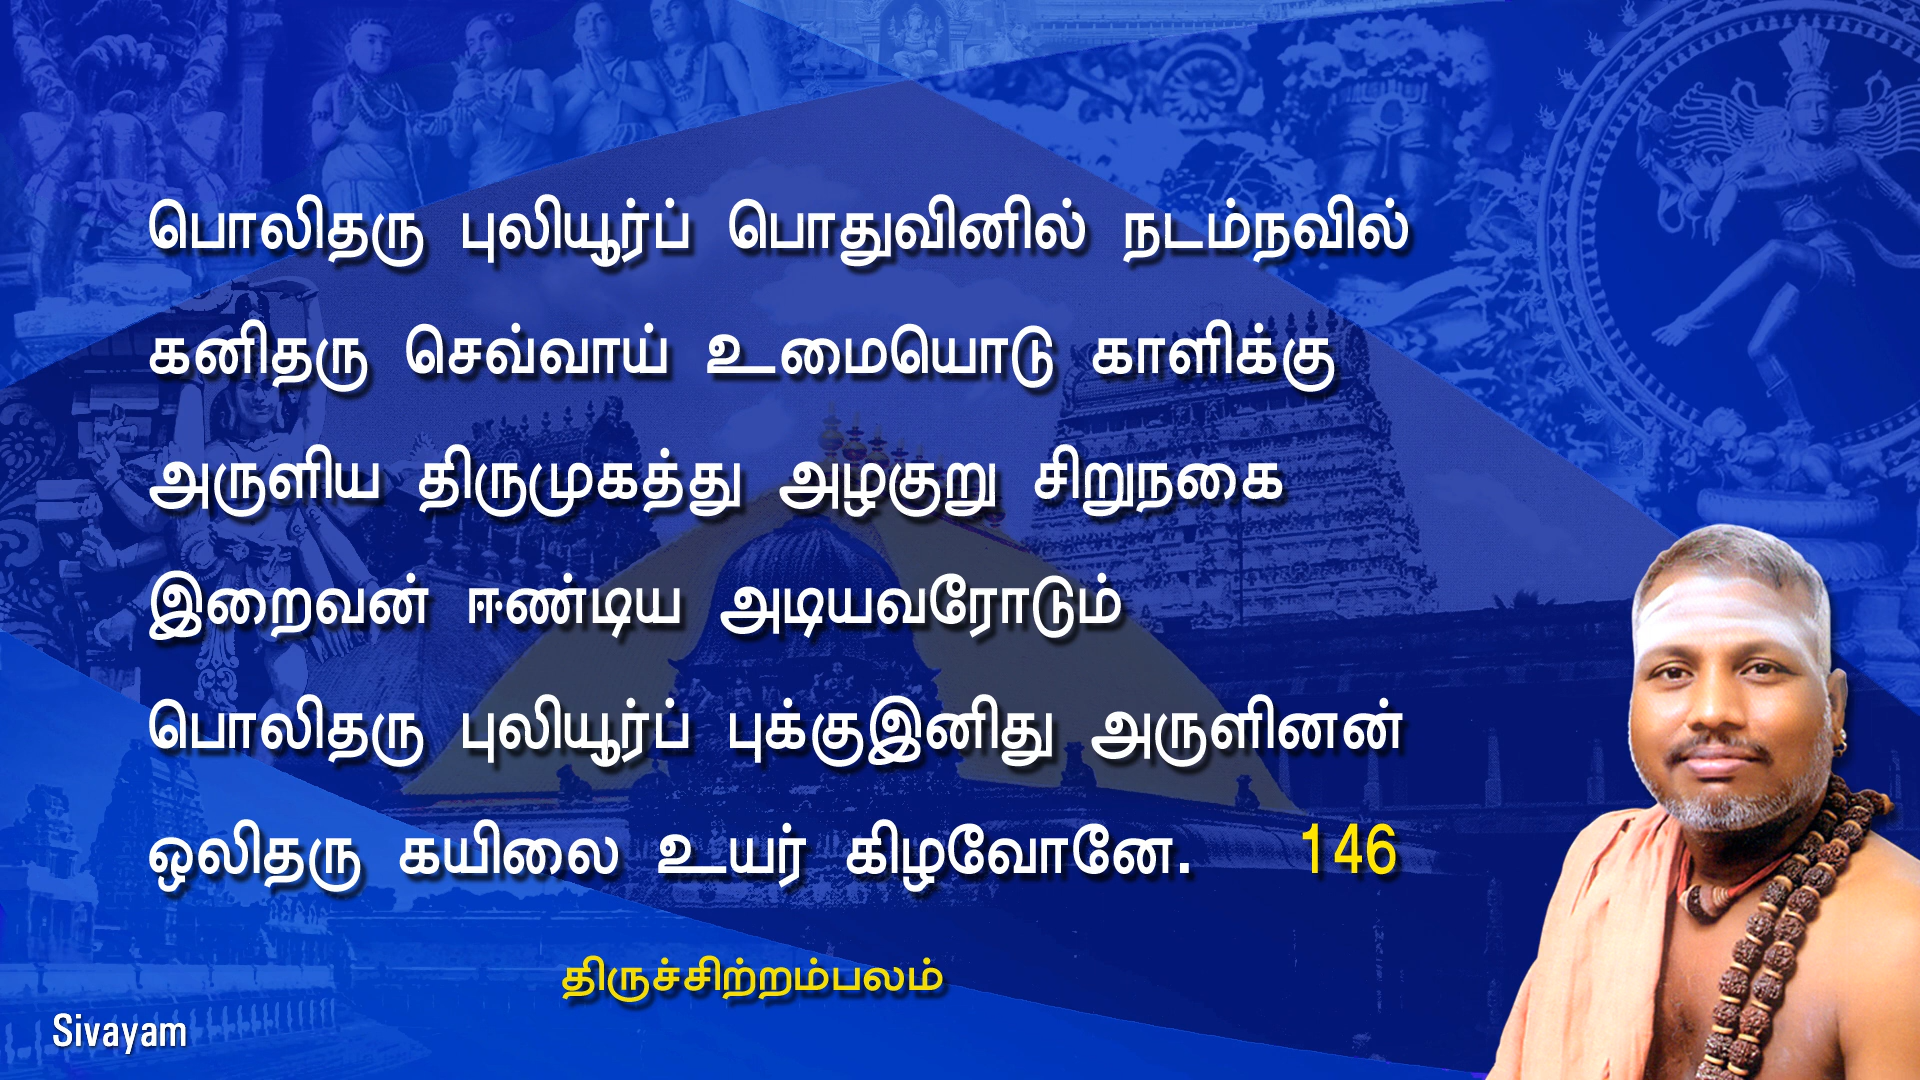 பொலிதரு புலியூர்ப் பொதுவினில் நடம்நவில்
கனிதரு செவ்வாய் உமையொடு காளிக்கு
அருளிய திருமுகத்து அழகுறு சிறுநகை
இறைவன் ஈண்டிய அடியவரோடும்
பொலிதரு புலியூர்ப் புக்குஇனிது அருளினன்
ஒலிதரு கயிலை உயர் கிழவோனே. 146
திருச்சிற்றம்பலம்
Sivayam